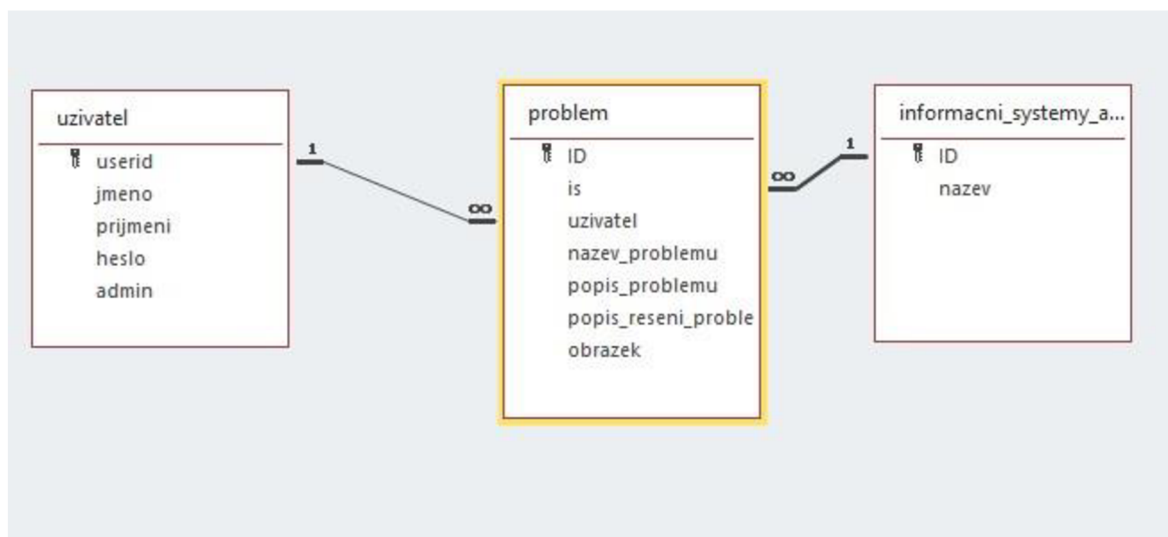 uzivatel
userid
jmeno
prijmeni
heslo
admin
1
∞
problem
ID
is
uzivatel
nazev_problemu
popis_problemu
popis_reseni_proble
obrazek
∞
1
informacni_systemy_a...
ID
nazev